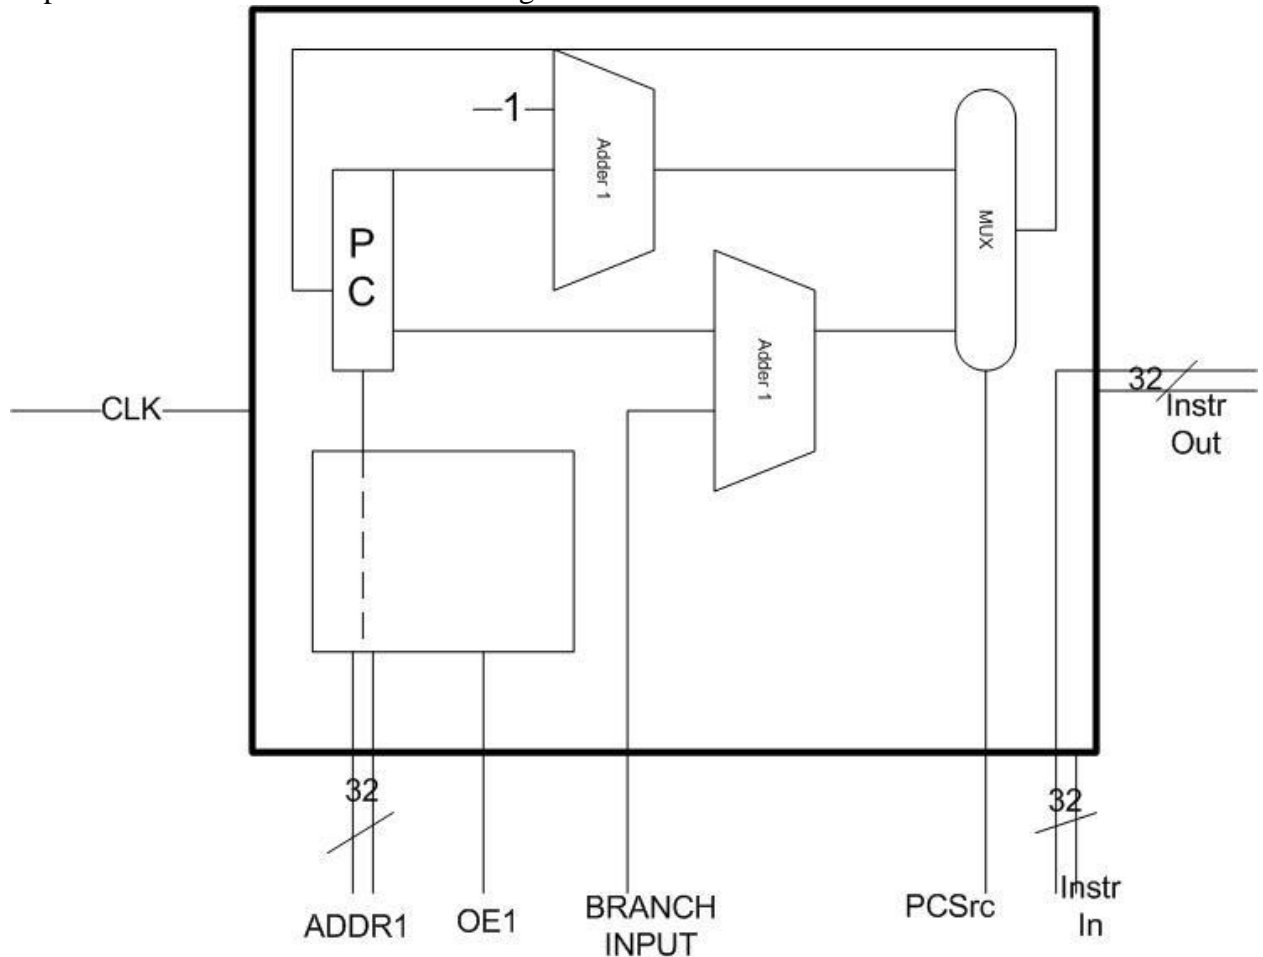 1
Adder 1
MUX
P
C
Adder 1
32
Instr
Out
CLK
32
32
ADDR1
OE1
BRANCH
INPUT
PCSrc
Instr
In